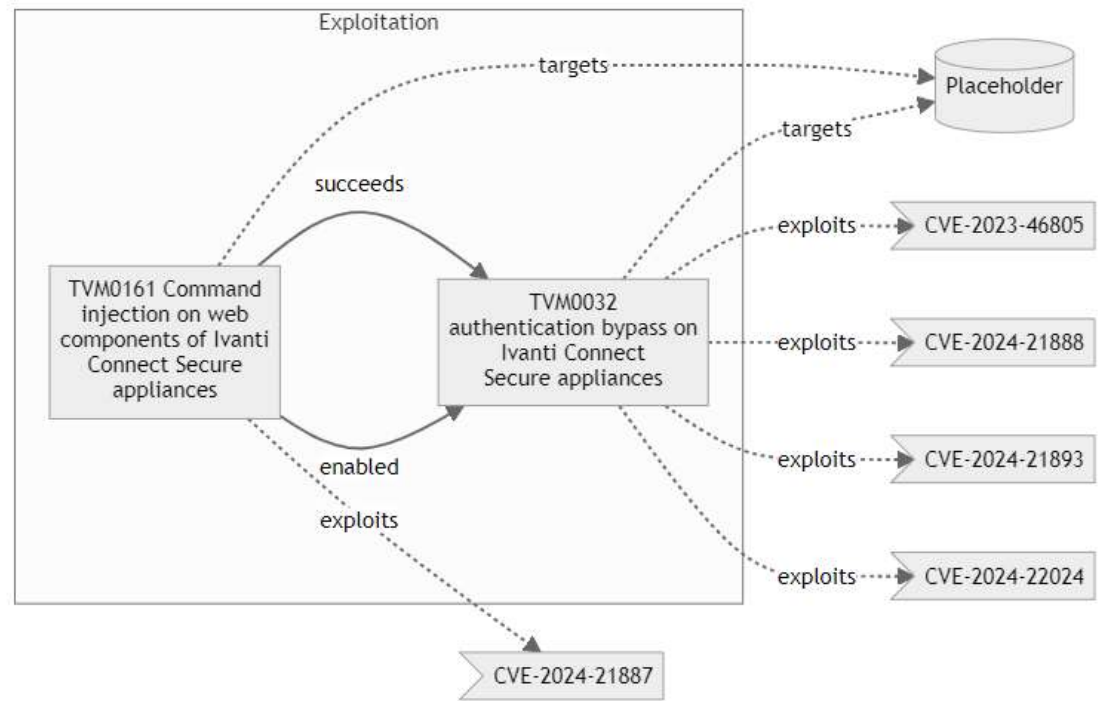 Exploitation
targets
Placeholder
targets
succeeds
exploits
CVE-2023-46805
TVM0161 Command
injection on web
components of Ivanti
Connect Secure
appliances
TVM0032
authentication bypass on
Ivanti Connect
Secure appliances
exploits
CVE-2024-21888
enabled
exploits
CVE-2024-21893
exploits
exploits
CVE-2024-22024
CVE-2024-21887